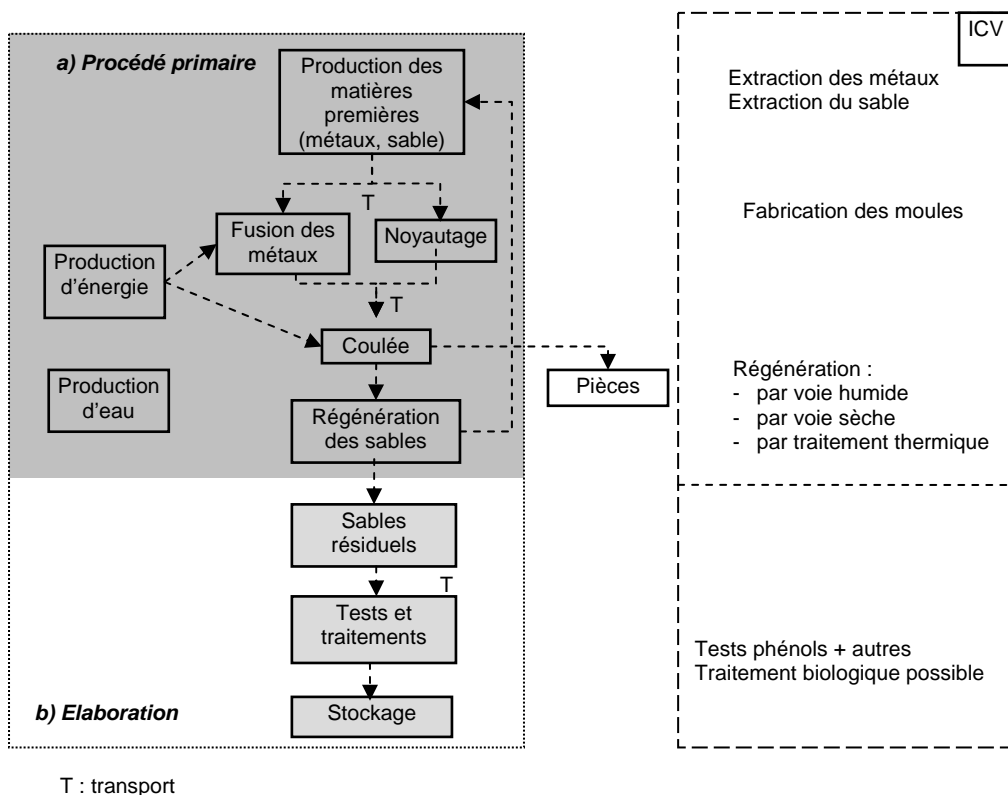 a) Procédé primaire
Production des
matières
premières
(métaux, sable)
T
Fusion des
métaux
Noyautage
Production
d'énergie
T
Coulée
Pièces
Production
d'eau
Régénération
des sables
Sables
résiduels
T
Tests et
traitements
b) Elaboration
Stockage
T : transport
ICV
Extraction des métaux
Extraction du sable
Fabrication des moules
Régénération :
- par voie humide
- par voie sèche
- par traitement thermique
Tests phénols + autres
Traitement biologique possible